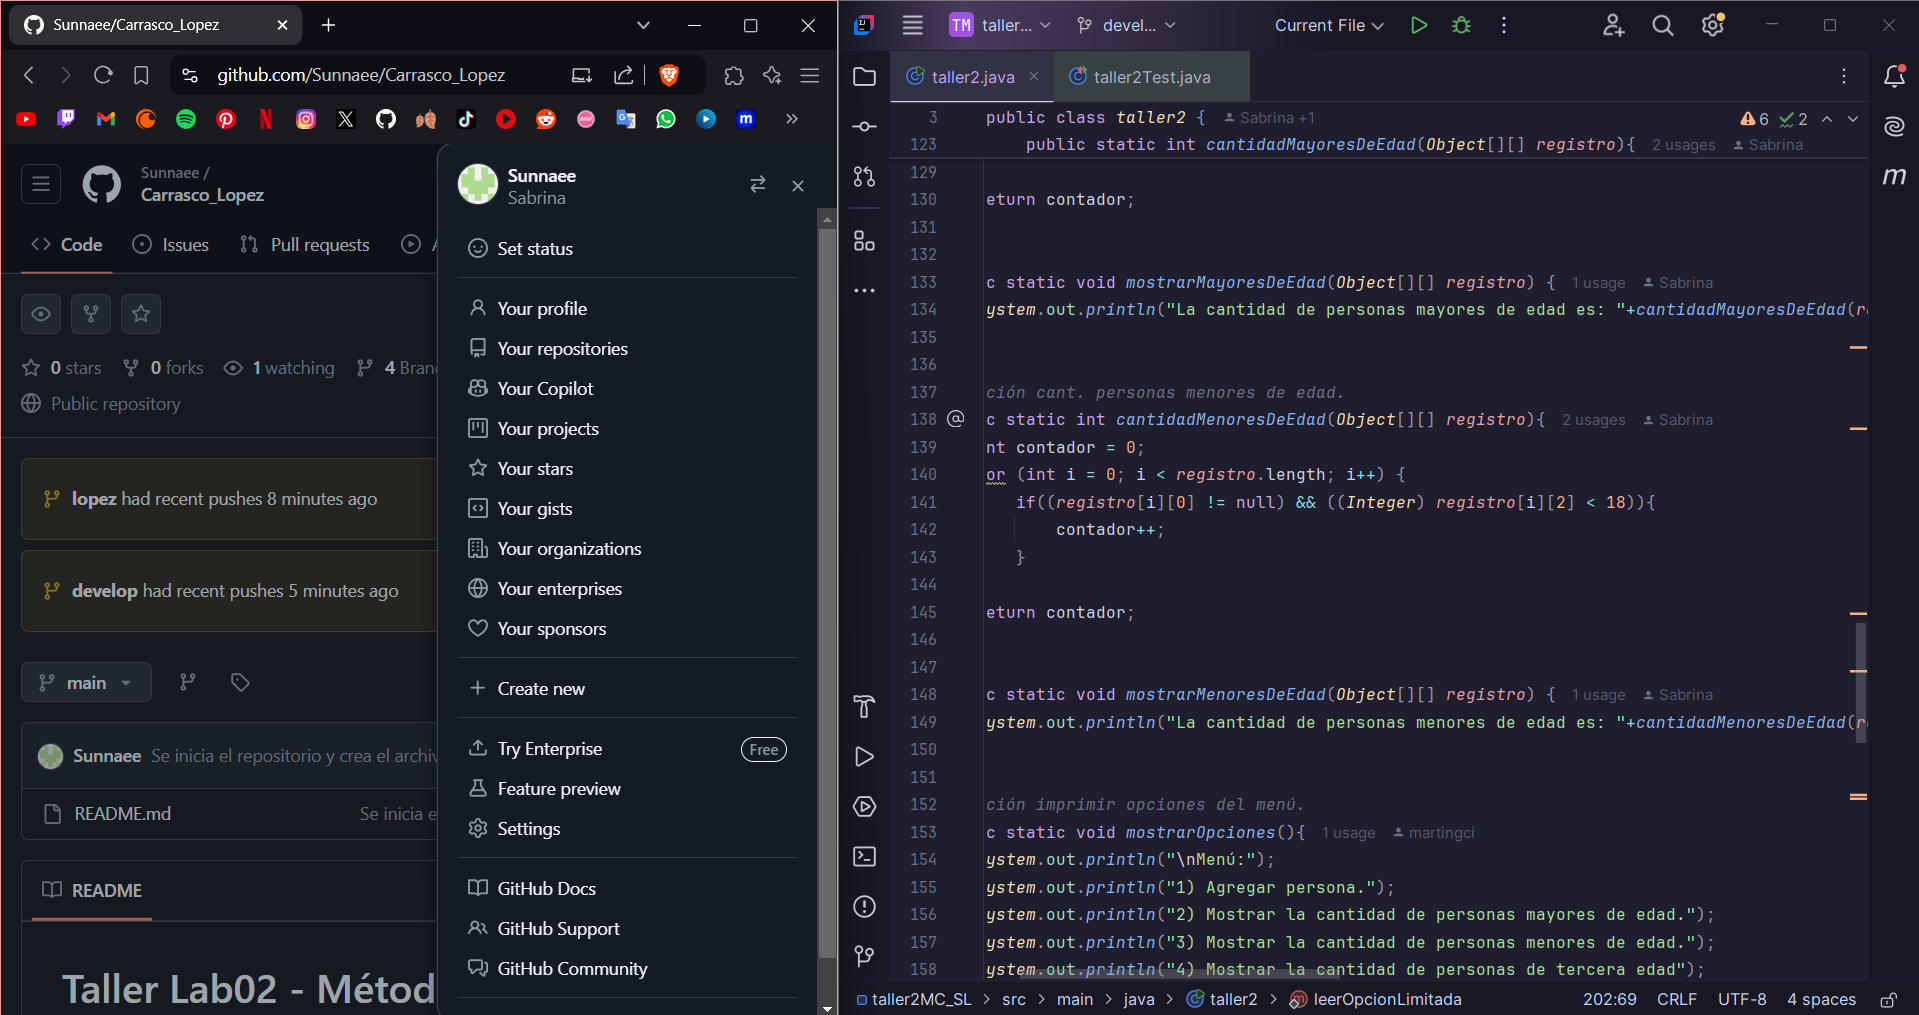 Sunnaee/Carrasco_Lopez
github.com/Sunnaee/Carrasco_Lopez
Sunnaee /
Carrasco_Lopez
Code
Issues
Pull requests
0 stars
0 forks
1 watching
4 Bran
Public repository
lopez had recent pushes 8 minutes ago
develop had recent pushes 5 minutes ago
main
Sunnaee Se inicia el repositorio y crea el archiv
README.md Se inicia e
README
Taller Lab02 - Métod
Sunnaee
Sabrina
Set status
Your profile
Your repositories
Your Copilot
Your projects
Your stars
Your gists
Your organizations
Your enterprises
Your sponsors
Create new
Try Enterprise Free
Feature preview
Settings
GitHub Docs
GitHub Support
GitHub Community
TM taller... devel... Current File
taller2.java taller2Test.java
3 public class taller2 { Sabrina +1 6 2
123 public static int cantidadMayoresDeEdad(Object[][] registro){ 2 usages Sabrina
129
130 eturn contador;
131
132
133 c static void mostrarMayoresDeEdad(Object[][] registro) { 1 usage Sabrina
134 ystem.out.println("La cantidad de personas mayores de edad es: "+cantidadMayoresDeEdad(r
135
136
137 ción cant. personas menores de edad.
138 @ c static int cantidadMenoresDeEdad(Object[][] registro){ 2 usages Sabrina
139 nt contador = 0;
140 or (int i = 0; i < registro.length; i++) {
141 if((registro[i][0] != null) && ((Integer) registro[i][2] < 18)){
142 contador++;
143 }
144
145 eturn contador;
146
147
148 c static void mostrarMenoresDeEdad(Object[][] registro) { 1 usage Sabrina
149 ystem.out.println("La cantidad de personas menores de edad es: "+cantidadMenoresDeEdad(r
150
151
152 ción imprimir opciones del menú.
153 c static void mostrarOpciones(){ 1 usage martingci
154 ystem.out.println("\nMenú:");
155 ystem.out.println("1) Agregar persona.");
156 ystem.out.println("2) Mostrar la cantidad de personas mayores de edad.");
157 ystem.out.println("3) Mostrar la cantidad de personas menores de edad.");
158 ystem.out.println("4) Mostrar la cantidad de personas de tercera edad");
taller2MC_SL > src > main > java > taller2 > leerOpcionLimitada 202:69 CRLF UTF-8 4 spaces